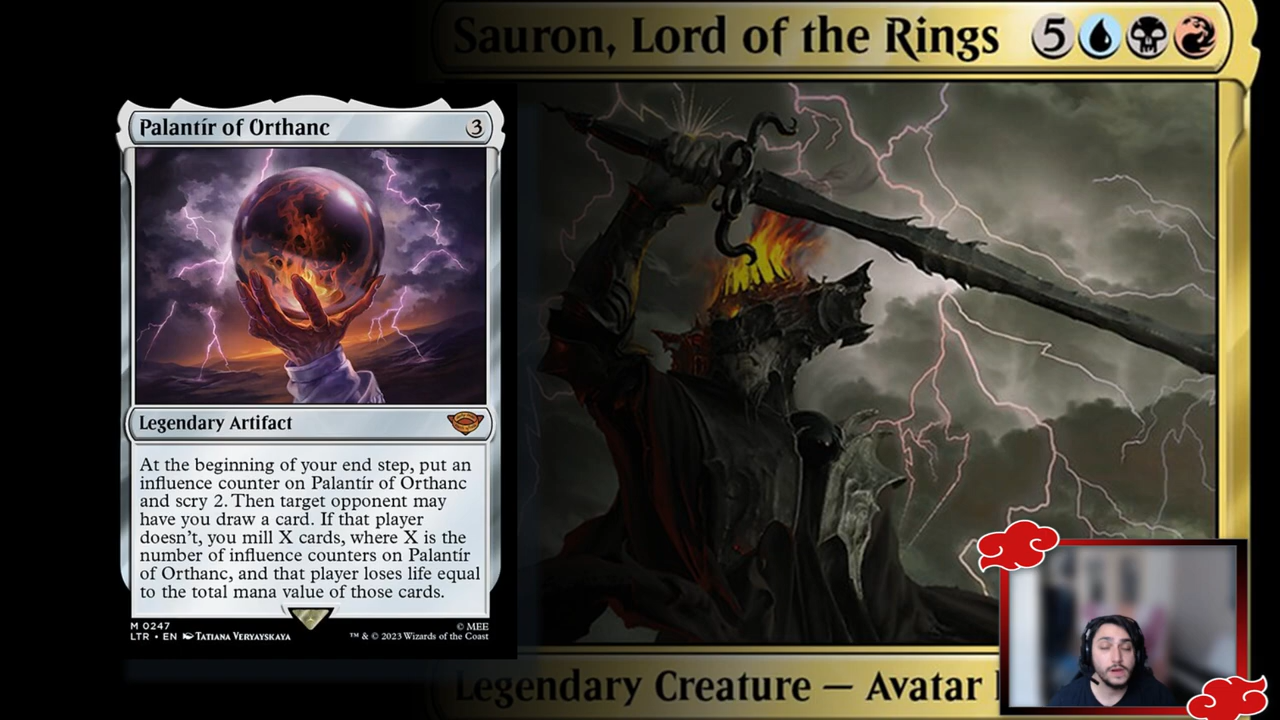 Sauron, Lord of the Rings 5
Palantír of Orthanc 3
Legendary Artifact
At the beginning of your end step, put an
influence counter on Palantír of Orthanc
and scry 2. Then target opponent may
have you draw a card. If that player
doesn't, you mill X cards, where X is the
number of influence counters on Palantír
of Orthanc, and that player loses life equal
to the total mana value of those cards.
M 0247
LTR • EN TATIANA VERYAYSKAYA
© MEE
™ & © 2023 Wizards of the Coast
Legendary Creature — Avatar